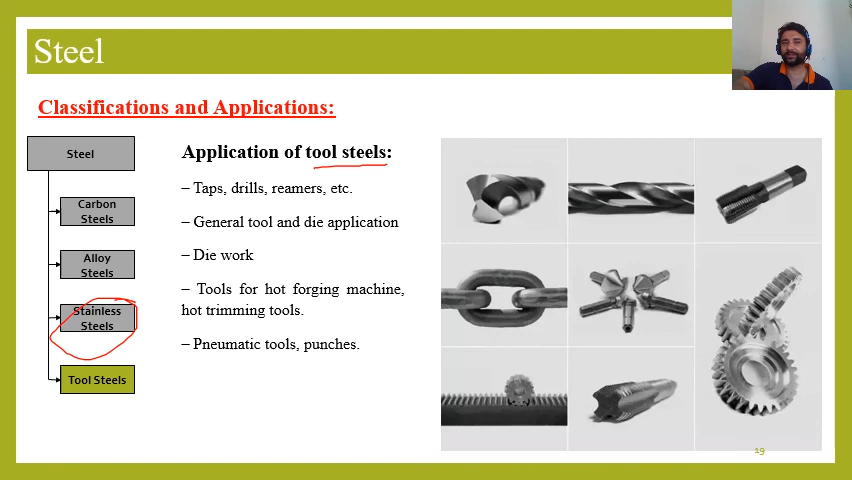 Steel
Classifications and Applications:
Steel
Carbon
Steels
Alloy
Steels
Stainless
Steels
Tool Steels
Application of tool steels:
– Taps, drills, reamers, etc.
– General tool and die application
– Die work
– Tools for hot forging machine,
hot trimming tools.
– Pneumatic tools, punches.
19